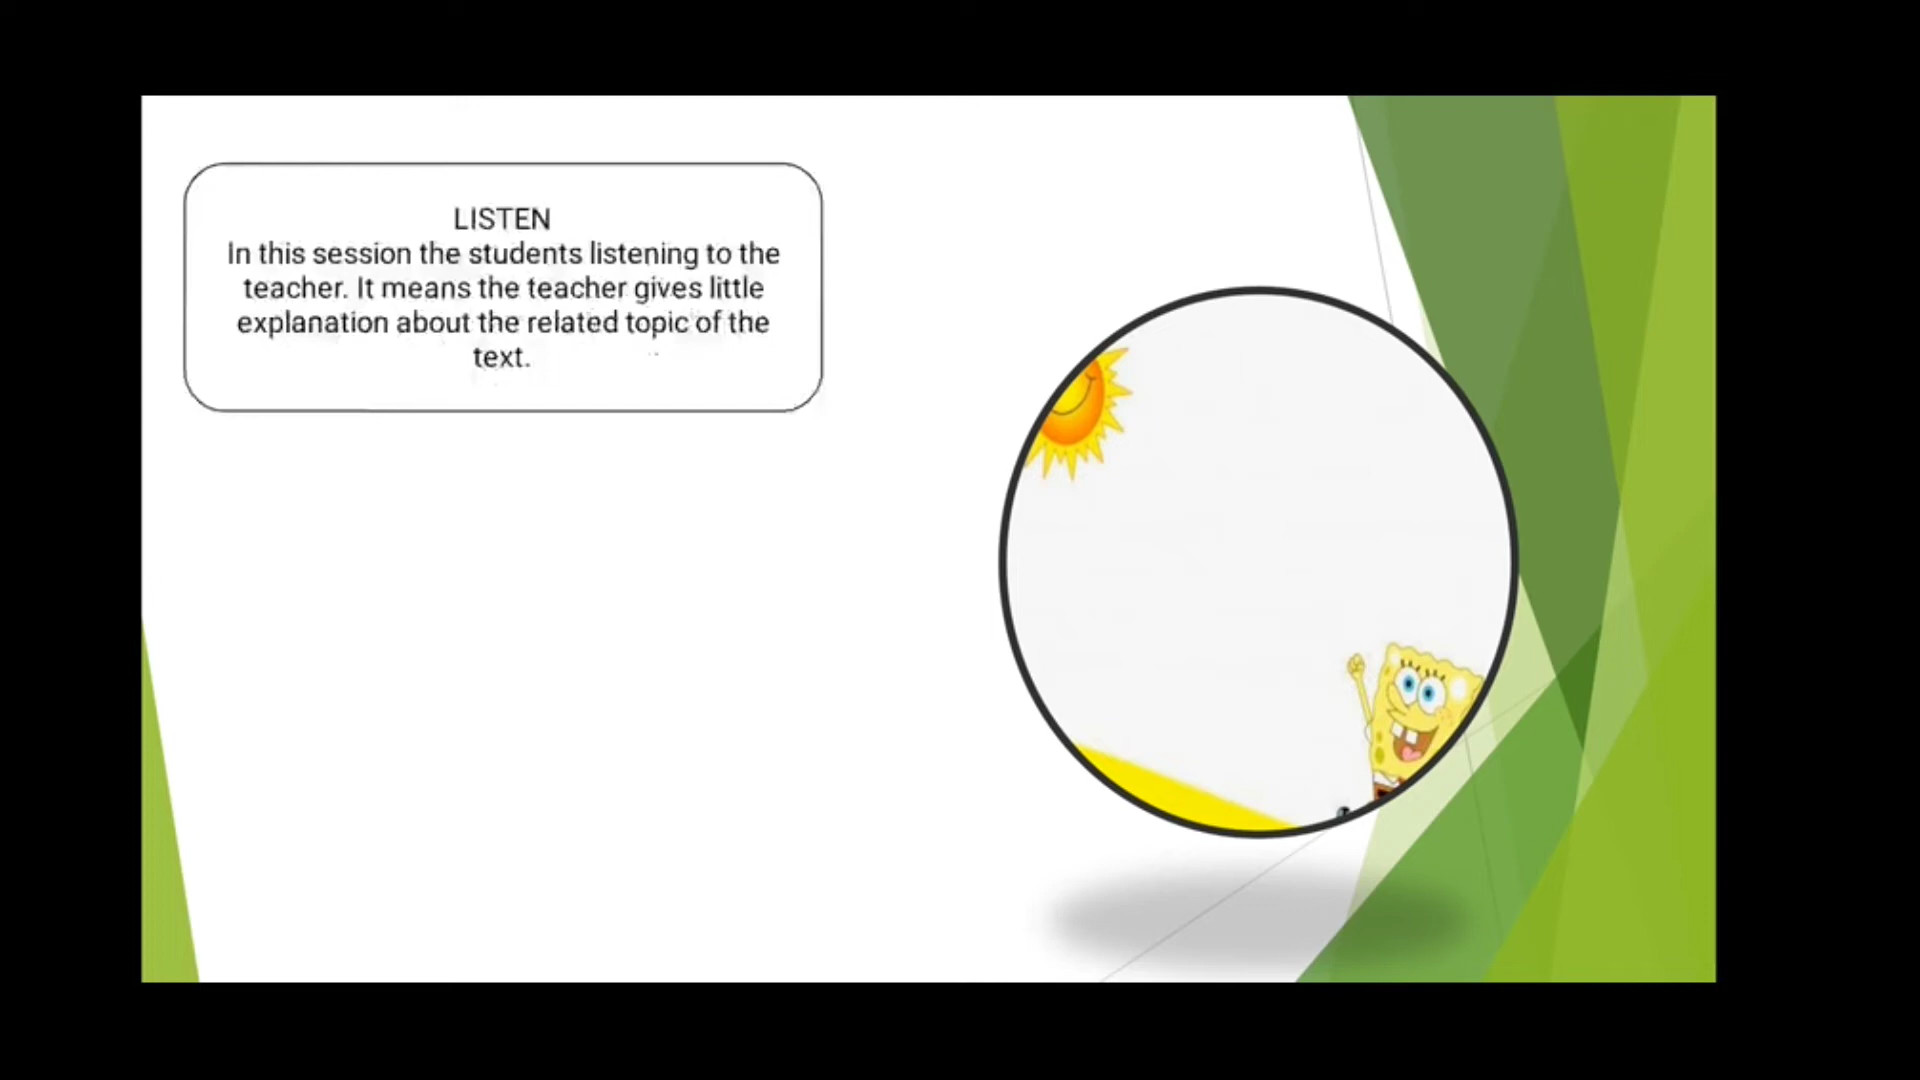 LISTEN
In this session the students listening to the
teacher. It means the teacher gives little
explanation about the related topic of the
text.